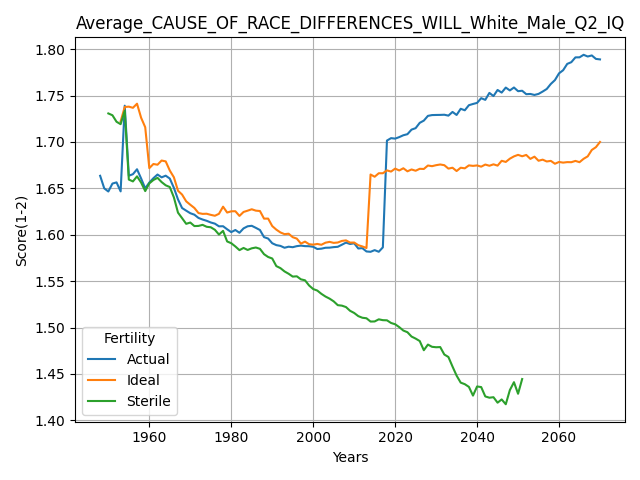 Average_CAUSE_OF_RACE_DIFFERENCES_WILL_White_Male_Q2_IQ
1.80
1.75
1.70
1.65
1.60
1.55
1.50
1.45
1.40
Score(1-2)
Fertility
Actual
Ideal
Sterile
1960 1980 2000 2020 2040 2060
Years